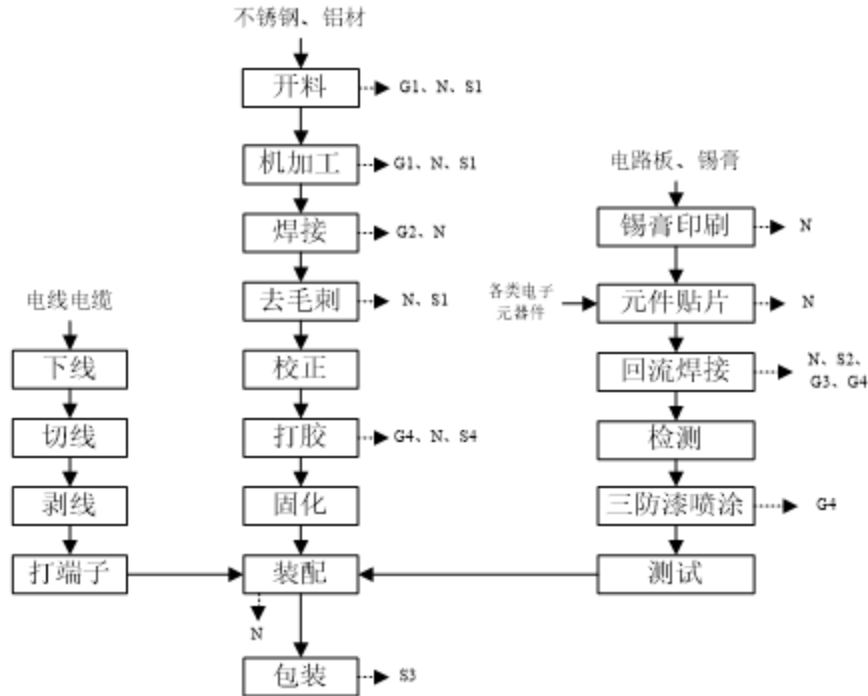 不锈钢、铝材
开料
G1、N、S1
机加工
G1、N、S1
焊接
G2、N
去毛刺
N、S1
校正
打胶
G4、N、S4
固化
装配
N
包装
S3
电线电缆
下线
切线
剥线
打端子
电路板、锡膏
锡膏印刷
N
各类电子
元器件
元件贴片
N
回流焊接
N、S2、
G3、G4
检测
三防漆喷涂
G4
测试